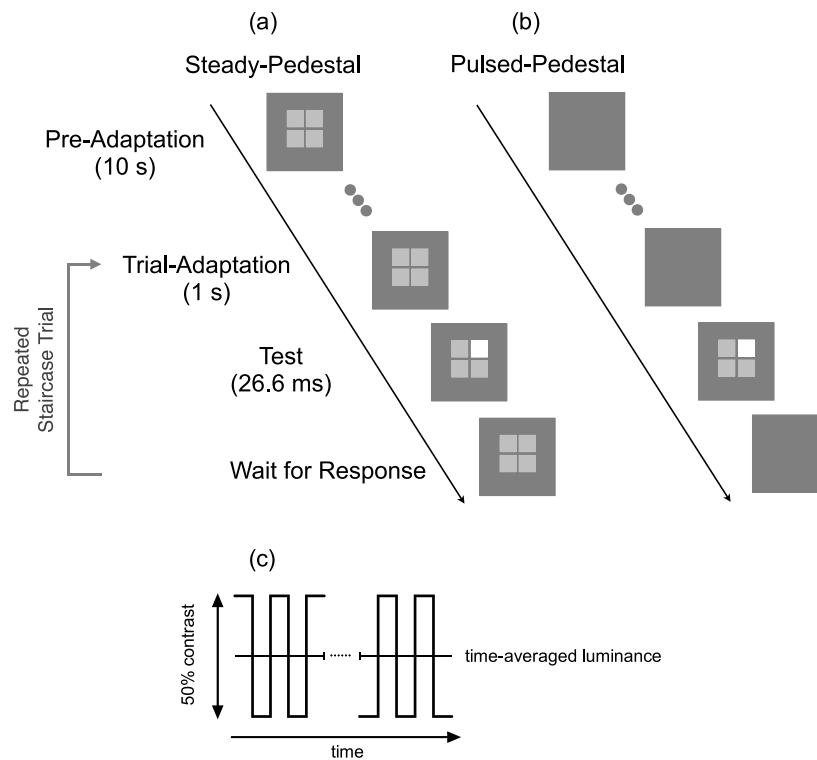 (a)
(b)
Steady-Pedestal
Pulsed-Pedestal
Pre-Adaptation
(10 s)
Trial-Adaptation
(1 s)
Test
(26.6 ms)
Wait for Response
Repeated
Staircase Trial
(c)
50% contrast
time-averaged luminance
time